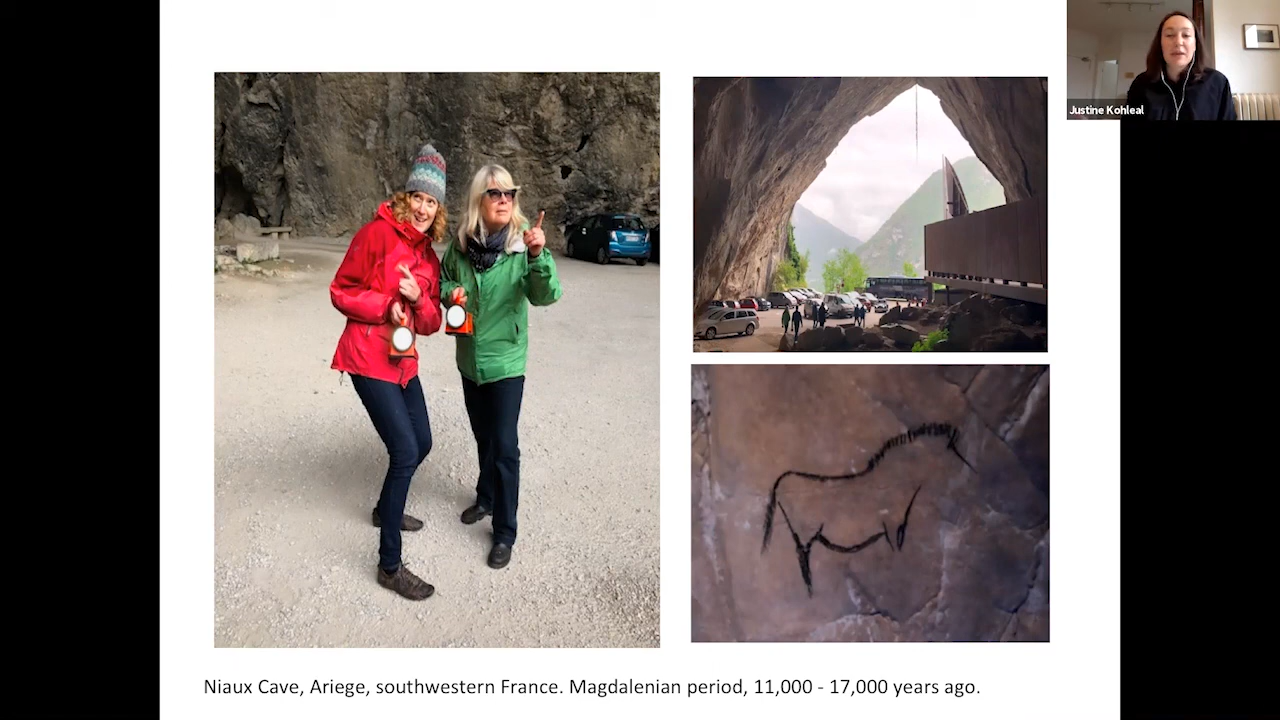 Justine Kohleal
Niaux Cave, Ariege, southwestern France. Magdalenian period, 11,000 - 17,000 years ago.